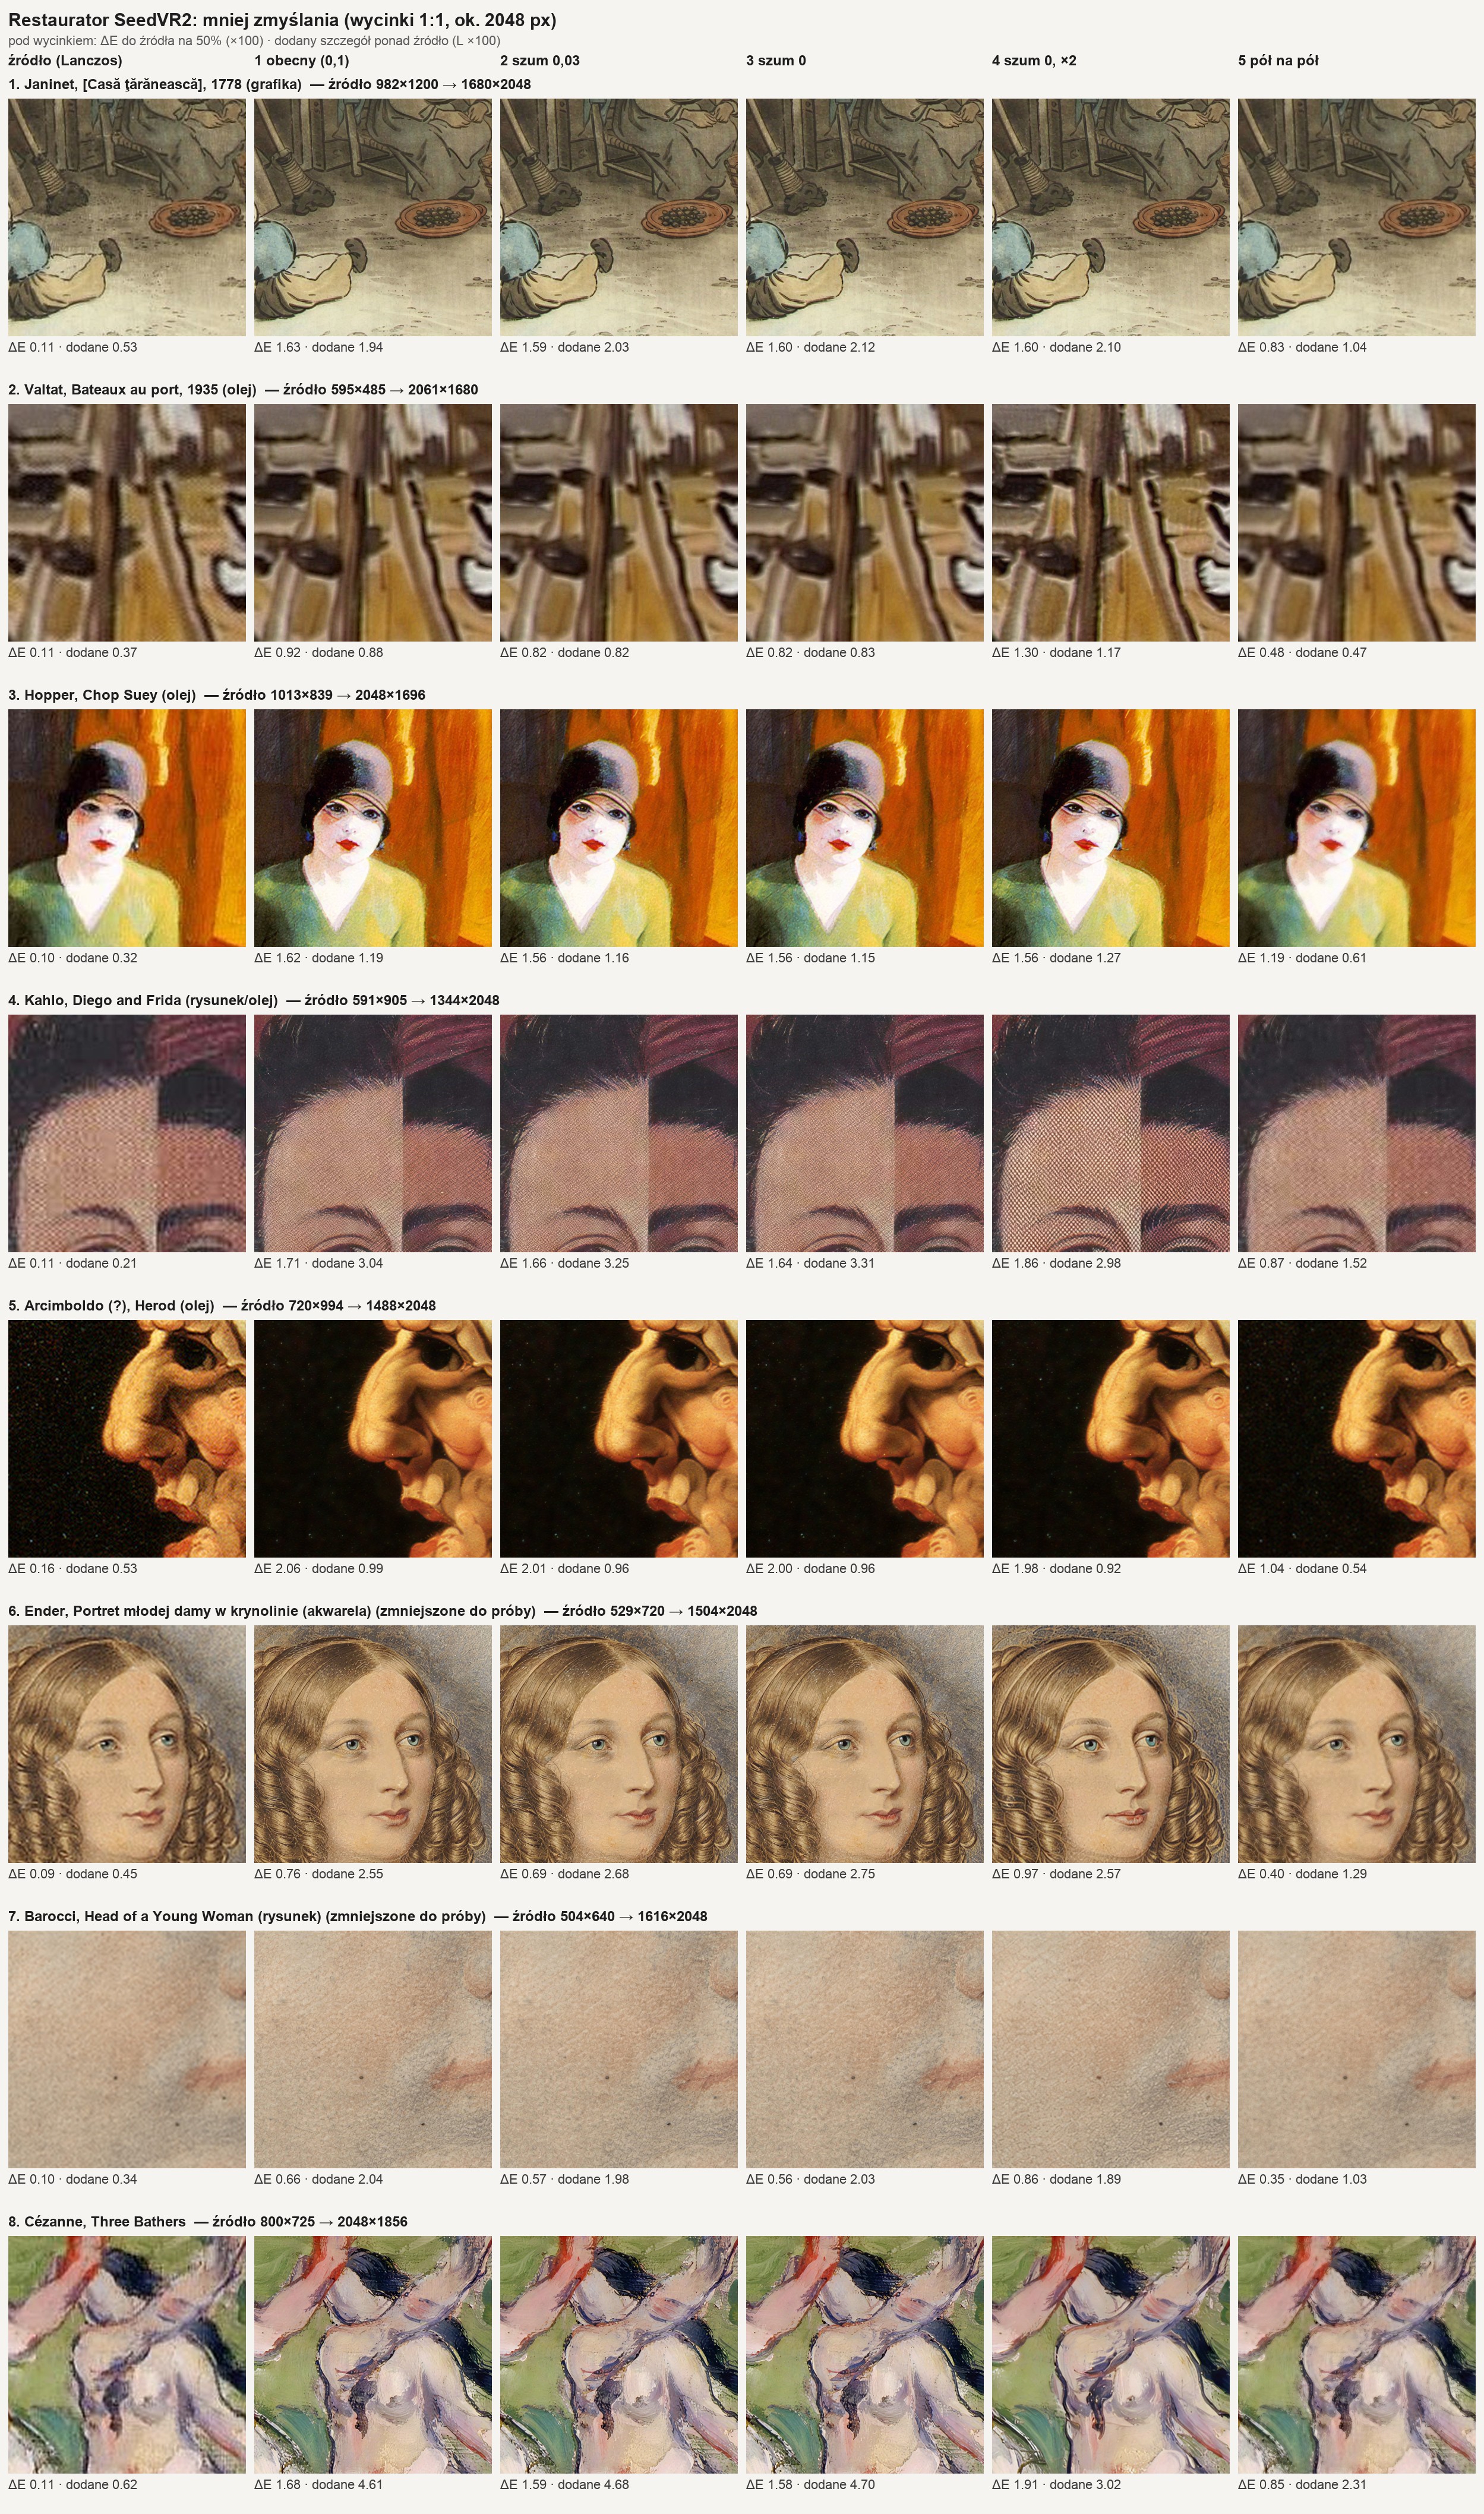 Restaurator SeedVR2: mniej zmyślania (wycinki 1:1, ok. 2048 px)
pod wycinkiem: ΔE do źródła na 50% (×100) · dodany szczegół ponad źródło (L ×100)
źródło (Lanczos) 1 obecny (0,1) 2 szum 0,03 3 szum 0 4 szum 0, ×2 5 pół na pół
1. Janinet, [Casă ţărănească], 1778 (grafika) — źródło 982×1200 → 1680×2048
ΔE 0.11 · dodane 0.53 ΔE 1.63 · dodane 1.94 ΔE 1.59 · dodane 2.03 ΔE 1.60 · dodane 2.12 ΔE 1.60 · dodane 2.10 ΔE 0.83 · dodane 1.04
2. Valtat, Bateaux au port, 1935 (olej) — źródło 595×485 → 2061×1680
ΔE 0.11 · dodane 0.37 ΔE 0.92 · dodane 0.88 ΔE 0.82 · dodane 0.82 ΔE 0.82 · dodane 0.83 ΔE 1.30 · dodane 1.17 ΔE 0.48 · dodane 0.47
3. Hopper, Chop Suey (olej) — źródło 1013×839 → 2048×1696
ΔE 0.10 · dodane 0.32 ΔE 1.62 · dodane 1.19 ΔE 1.56 · dodane 1.16 ΔE 1.56 · dodane 1.15 ΔE 1.56 · dodane 1.27 ΔE 1.19 · dodane 0.61
4. Kahlo, Diego and Frida (rysunek/olej) — źródło 591×905 → 1344×2048
ΔE 0.11 · dodane 0.21 ΔE 1.71 · dodane 3.04 ΔE 1.66 · dodane 3.25 ΔE 1.64 · dodane 3.31 ΔE 1.86 · dodane 2.98 ΔE 0.87 · dodane 1.52
5. Arcimboldo (?), Herod (olej) — źródło 720×994 → 1488×2048
ΔE 0.16 · dodane 0.53 ΔE 2.06 · dodane 0.99 ΔE 2.01 · dodane 0.96 ΔE 2.00 · dodane 0.96 ΔE 1.98 · dodane 0.92 ΔE 1.04 · dodane 0.54
6. Ender, Portret młodej damy w krynolinie (akwarela) (zmniejszone do próby) — źródło 529×720 → 1504×2048
ΔE 0.09 · dodane 0.45 ΔE 0.76 · dodane 2.55 ΔE 0.69 · dodane 2.68 ΔE 0.69 · dodane 2.75 ΔE 0.97 · dodane 2.57 ΔE 0.40 · dodane 1.29
7. Barocci, Head of a Young Woman (rysunek) (zmniejszone do próby) — źródło 504×640 → 1616×2048
ΔE 0.10 · dodane 0.34 ΔE 0.66 · dodane 2.04 ΔE 0.57 · dodane 1.98 ΔE 0.56 · dodane 2.03 ΔE 0.86 · dodane 1.89 ΔE 0.35 · dodane 1.03
8. Cézanne, Three Bathers — źródło 800×725 → 2048×1856
ΔE 0.11 · dodane 0.62 ΔE 1.68 · dodane 4.61 ΔE 1.59 · dodane 4.68 ΔE 1.58 · dodane 4.70 ΔE 1.91 · dodane 3.02 ΔE 0.85 · dodane 2.31